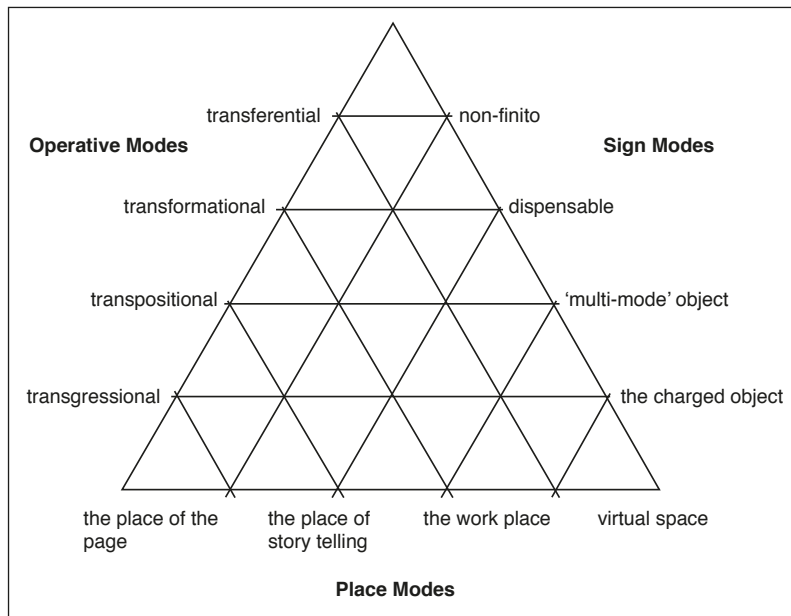 transferential
non-finito
Operative Modes
Sign Modes
transformational
dispensable
transpositional
‘multi-mode’ object
transgressional
the charged object
the place of the
page
the place of
story telling
the work place
virtual space
Place Modes